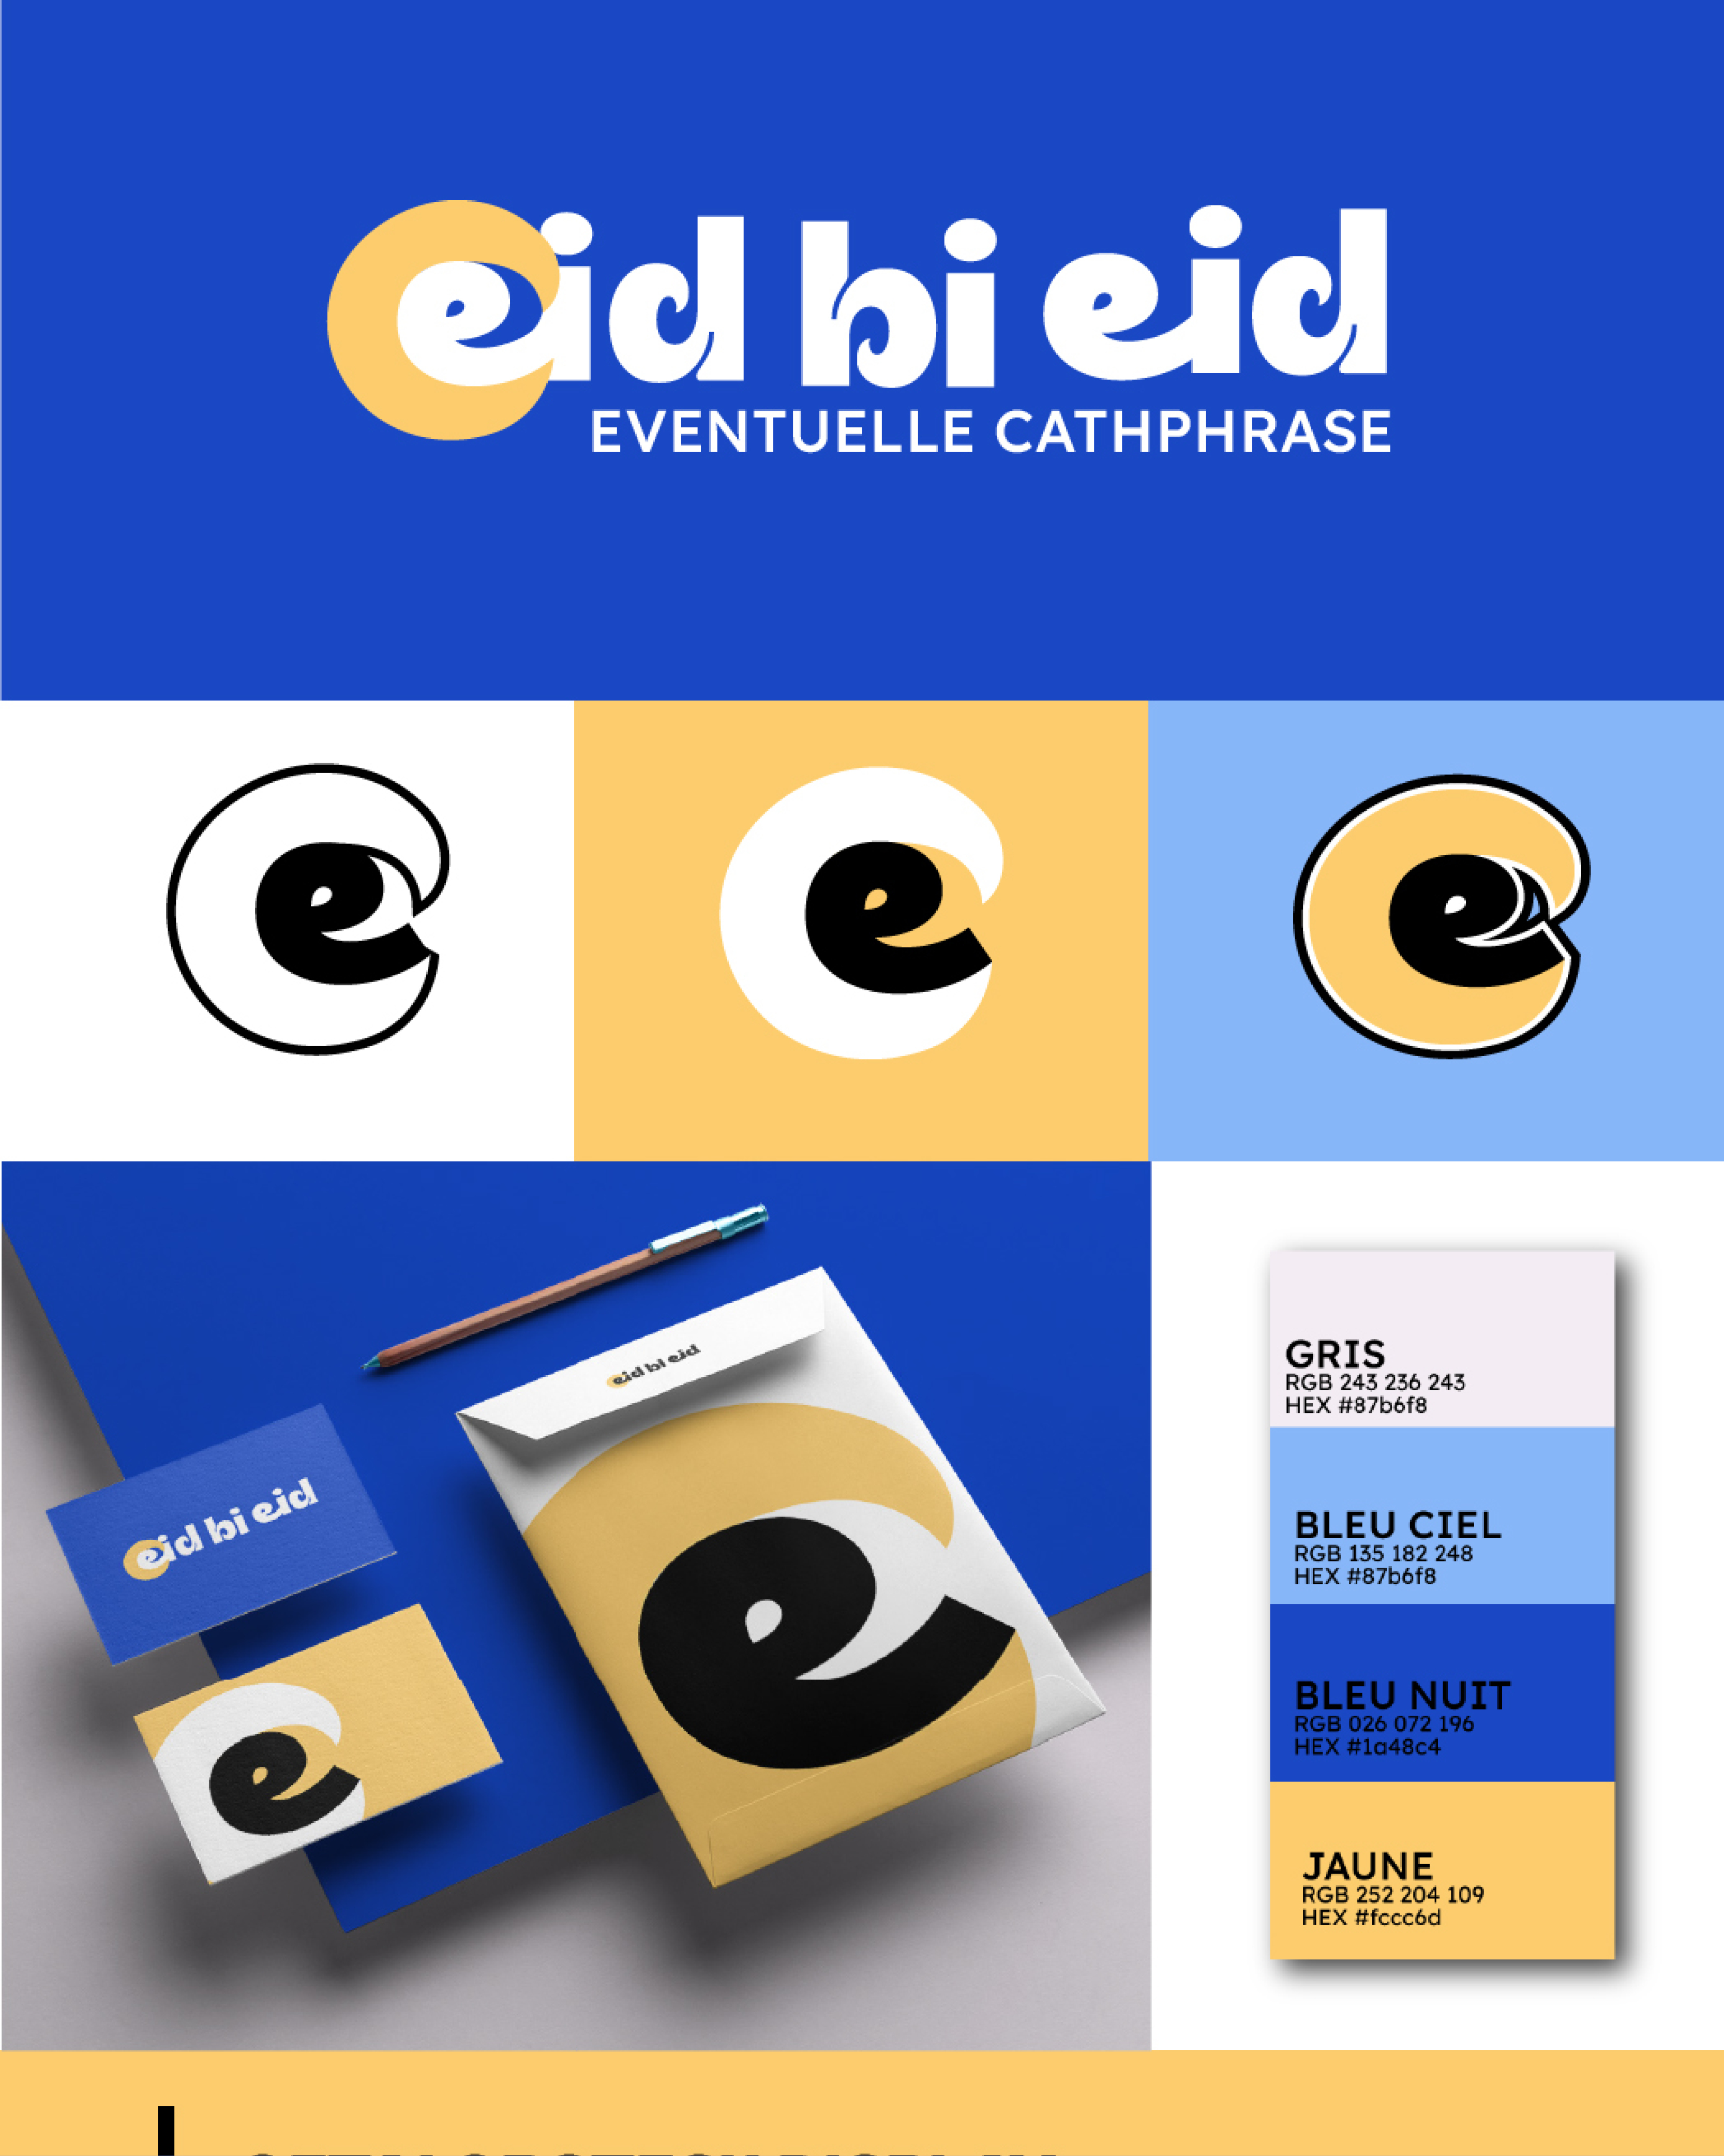 eid bi eid
EVENTUELLE CATHPHRASE
e
e
e
eid bi eid
eid bi eid
e
e
GRIS
RGB 243 236 243
HEX #87b6f8
BLEU CIEL
RGB 135 182 248
HEX #87b6f8
BLEU NUIT
RGB 026 072 196
HEX #1a48c4
JAUNE
RGB 252 204 109
HEX #fccc6d